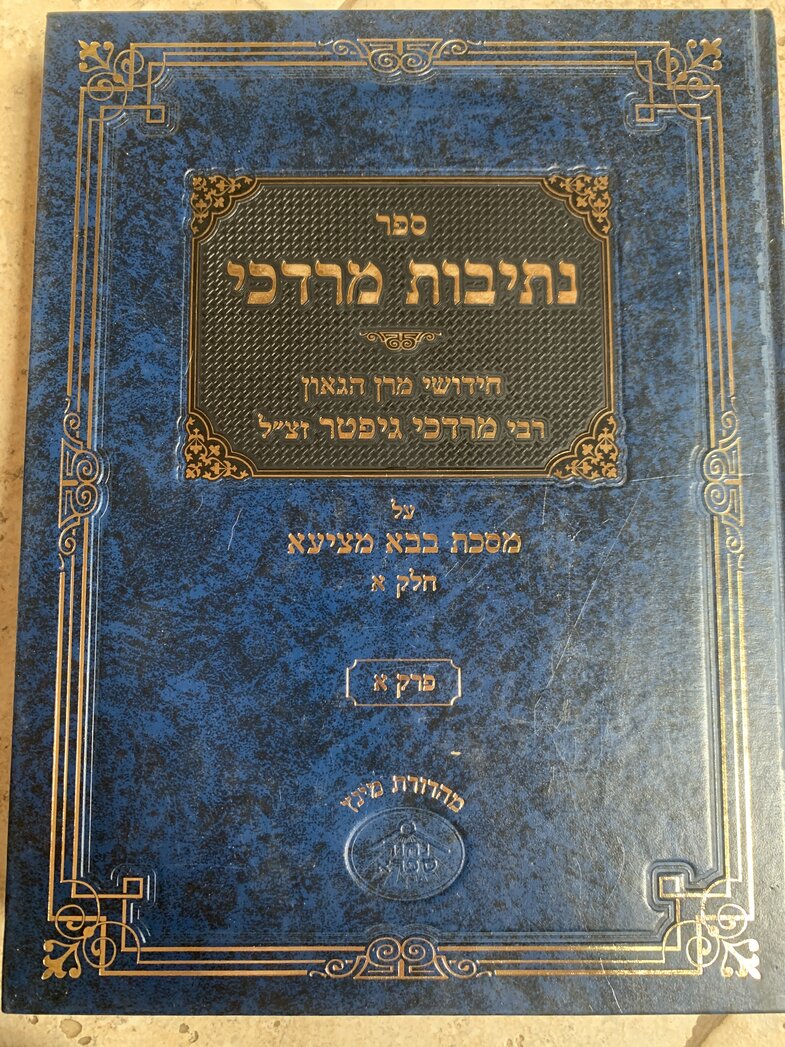 ספר
נתיבות מרדכי
חידושי מרן הגאון
רבי מרדכי גיפטר זצ״ל
על
מסכת בבא מציעא
חלק א
פרק א
מהדורת מינץ